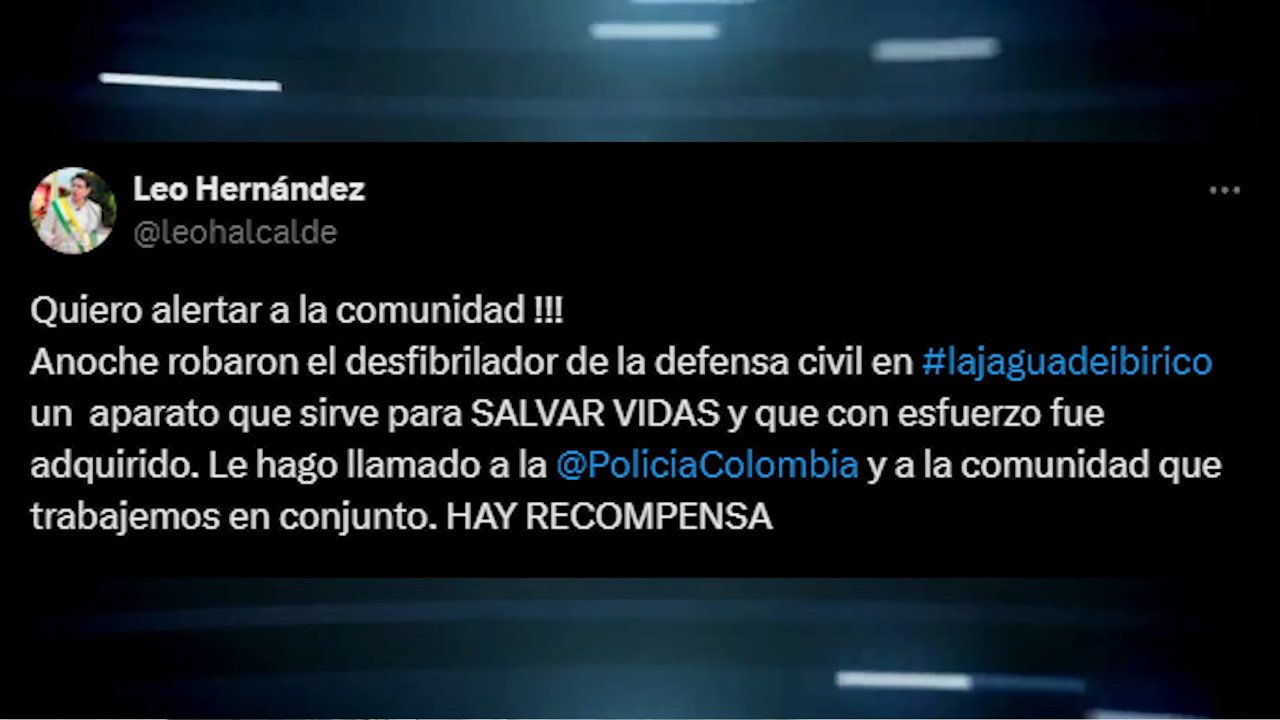 Leo Hernández
@leohalcalde
Quiero alertar a la comunidad !!!
Anoche robaron el desfibrilador de la defensa civil en #lajaguadeibirico
un  aparato que sirve para SALVAR VIDAS y que con esfuerzo fue
adquirido. Le hago llamado a la @PoliciaColombia y a la comunidad que
trabajemos en conjunto. HAY RECOMPENSA